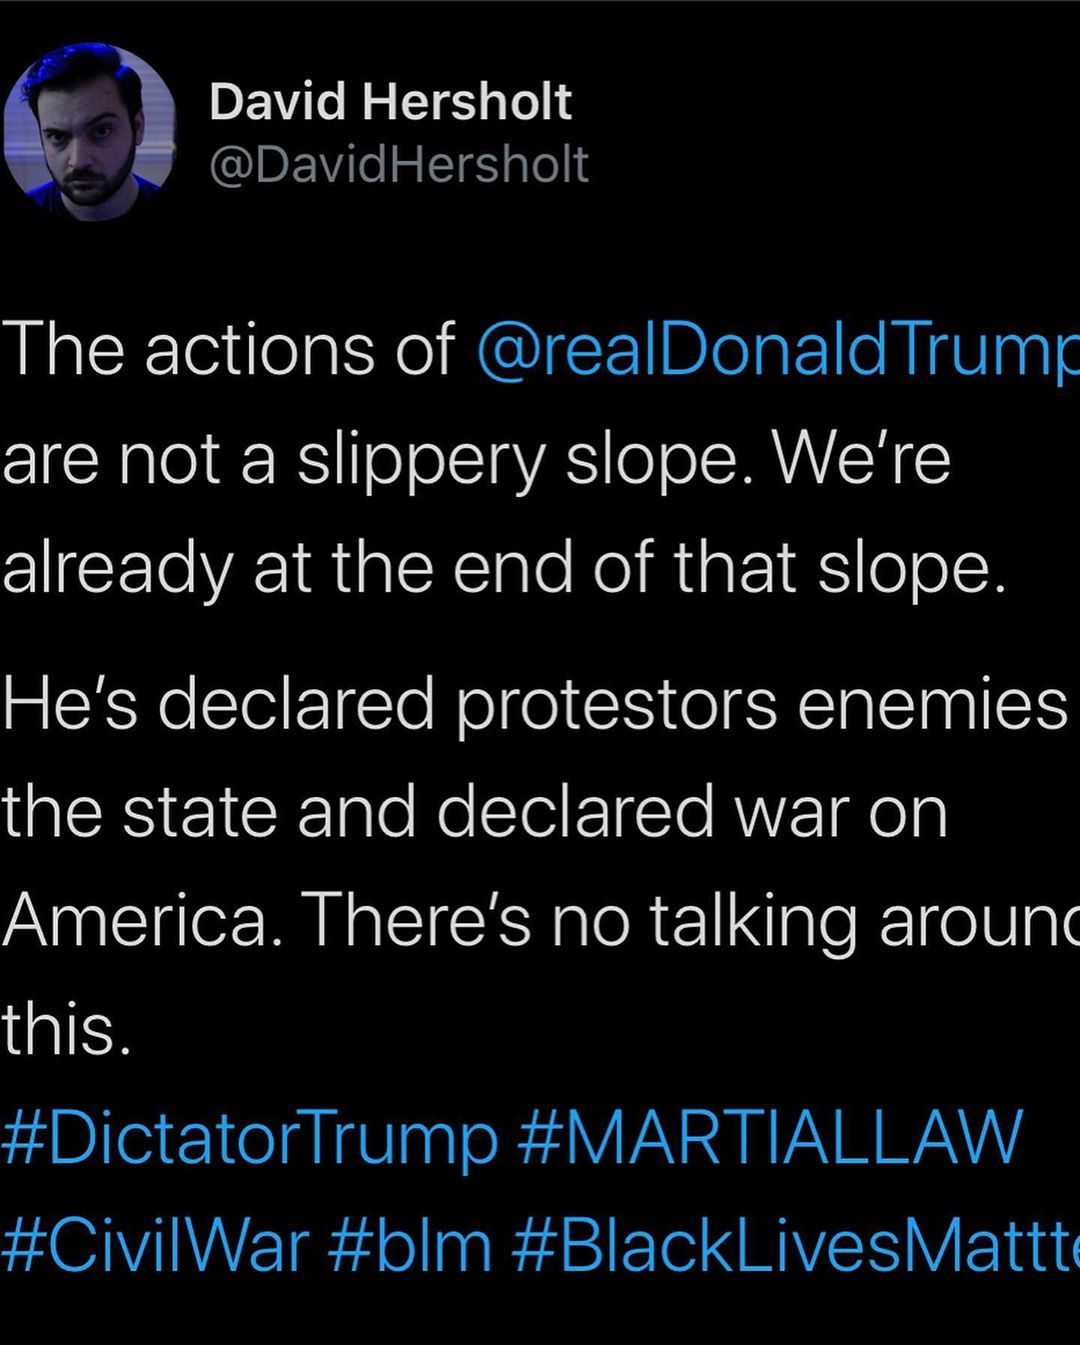 David Hersholt
@DavidHersholt
The actions of @realDonaldTrump
are not a slippery slope. We’re
already at the end of that slope.
He’s declared protestors enemies
the state and declared war on
America. There’s no talking around
this.
#DictatorTrump #MARTIALLAW
#CivilWar #blm #BlackLivesMattte